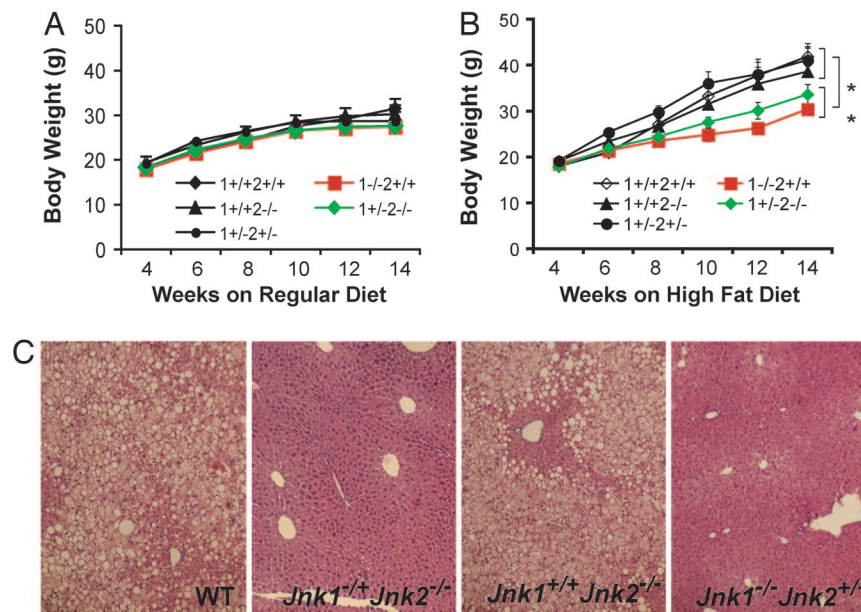 A
Body Weight (g)
50
40
30
20
10
0
1+/+2+/+
1-/-2+/+
1+/+2-/-
1+/-2-/-
1+/-2+/-
4 6 8 10 12 14
Weeks on Regular Diet
B
Body Weight (g)
50
40
30
20
10
0
*
*
1+/+2+/+
1-/-2+/+
1+/+2-/-
1+/-2-/-
1+/-2+/-
4 6 8 10 12 14
Weeks on High Fat Diet
C
WT
Jnk1-/+Jnk2-/-
Jnk1+/+Jnk2-/-
Jnk1-/-Jnk2+/